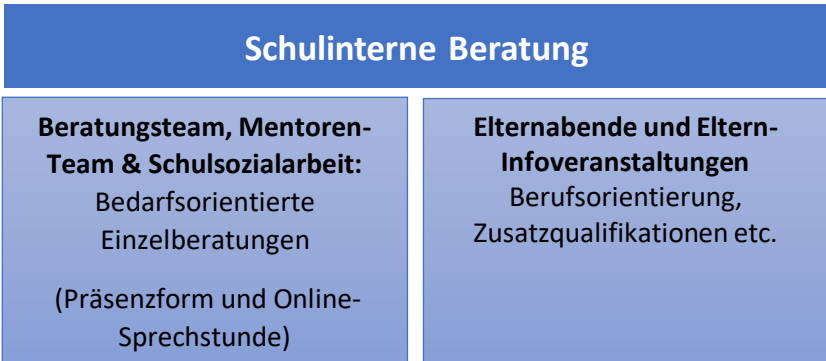 Schulinterne Beratung
Beratungsteam, Mentoren-
Team & Schulsozialarbeit:
Bedarfsorientierte
Einzelberatungen
(Präsenzform und Online-
Sprechstunde)
Elternabende und Eltern-
Infoveranstaltungen
Berufsorientierung,
Zusatzqualifikationen etc.